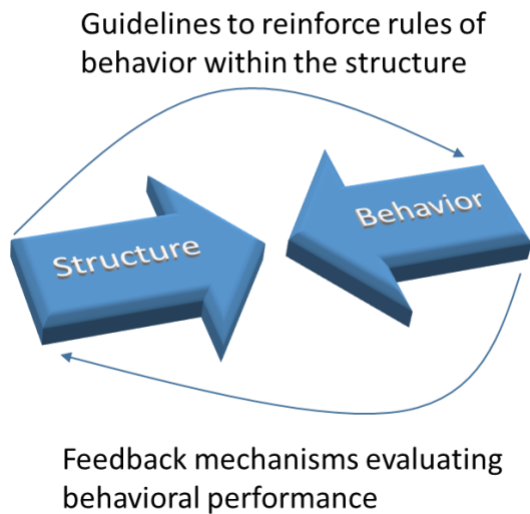 Guidelines to reinforce rules of
behavior within the structure
Structure
Behavior
Feedback mechanisms evaluating
behavioral performance